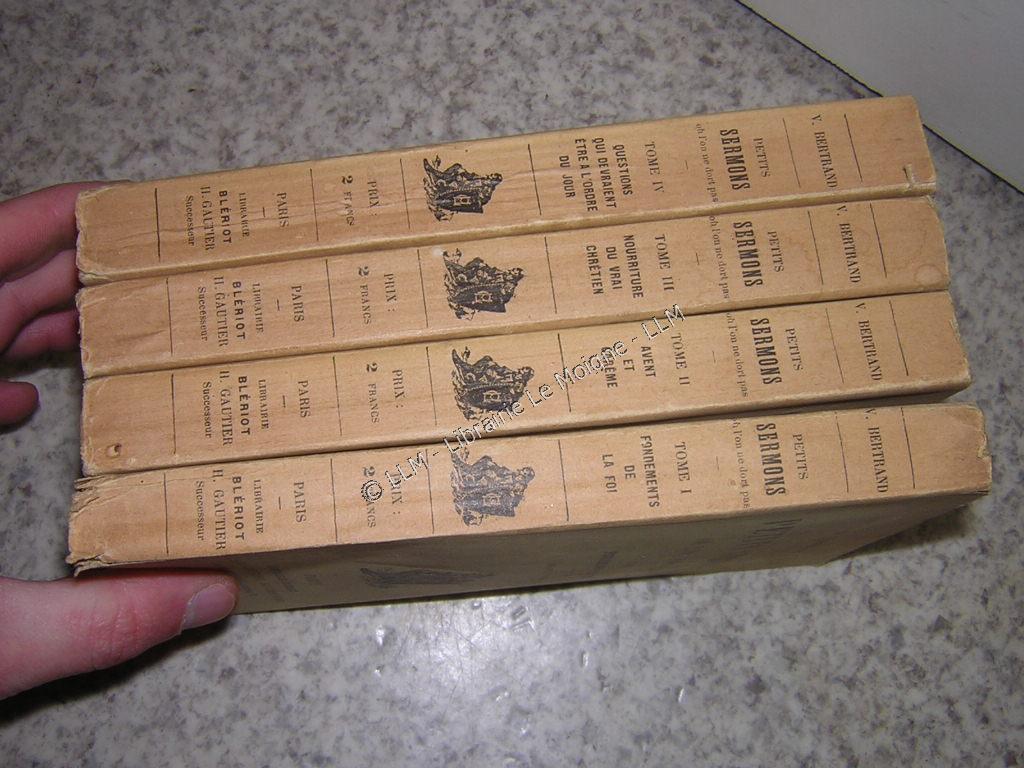 V. BERTRAND
PETITS
SERMONS
où l'on ne dort pas
TOME IV
QUESTIONS
QUI DEVRAIENT
ÊTRE A L'ORDRE
DU JOUR
PRIX :
2 FRANCS
PARIS
LIBRAIRIE
BLÉRIOT
H. GAUTIER
Successeur
V. BERTRAND
PETITS
SERMONS
où l'on ne dort pas
TOME III
NOURRITURE
DU VRAI
CHRÉTIEN
PRIX :
2 FRANCS
PARIS
LIBRAIRIE
BLÉRIOT
H. GAUTIER
Successeur
V. BERTRAND
PETITS
SERMONS
où l'on ne dort pas
TOME II
AVENT
ET
CARÊME
PRIX :
2 FRANCS
PARIS
LIBRAIRIE
BLÉRIOT
H. GAUTIER
Successeur
V. BERTRAND
PETITS
SERMONS
où l'on ne dort pas
TOME I
FONDEMENTS
DE
LA FOI
PRIX :
2 FRANCS
PARIS
LIBRAIRIE
BLÉRIOT
H. GAUTIER
Successeur
© LLM - Librairie Le Moigne - LLM